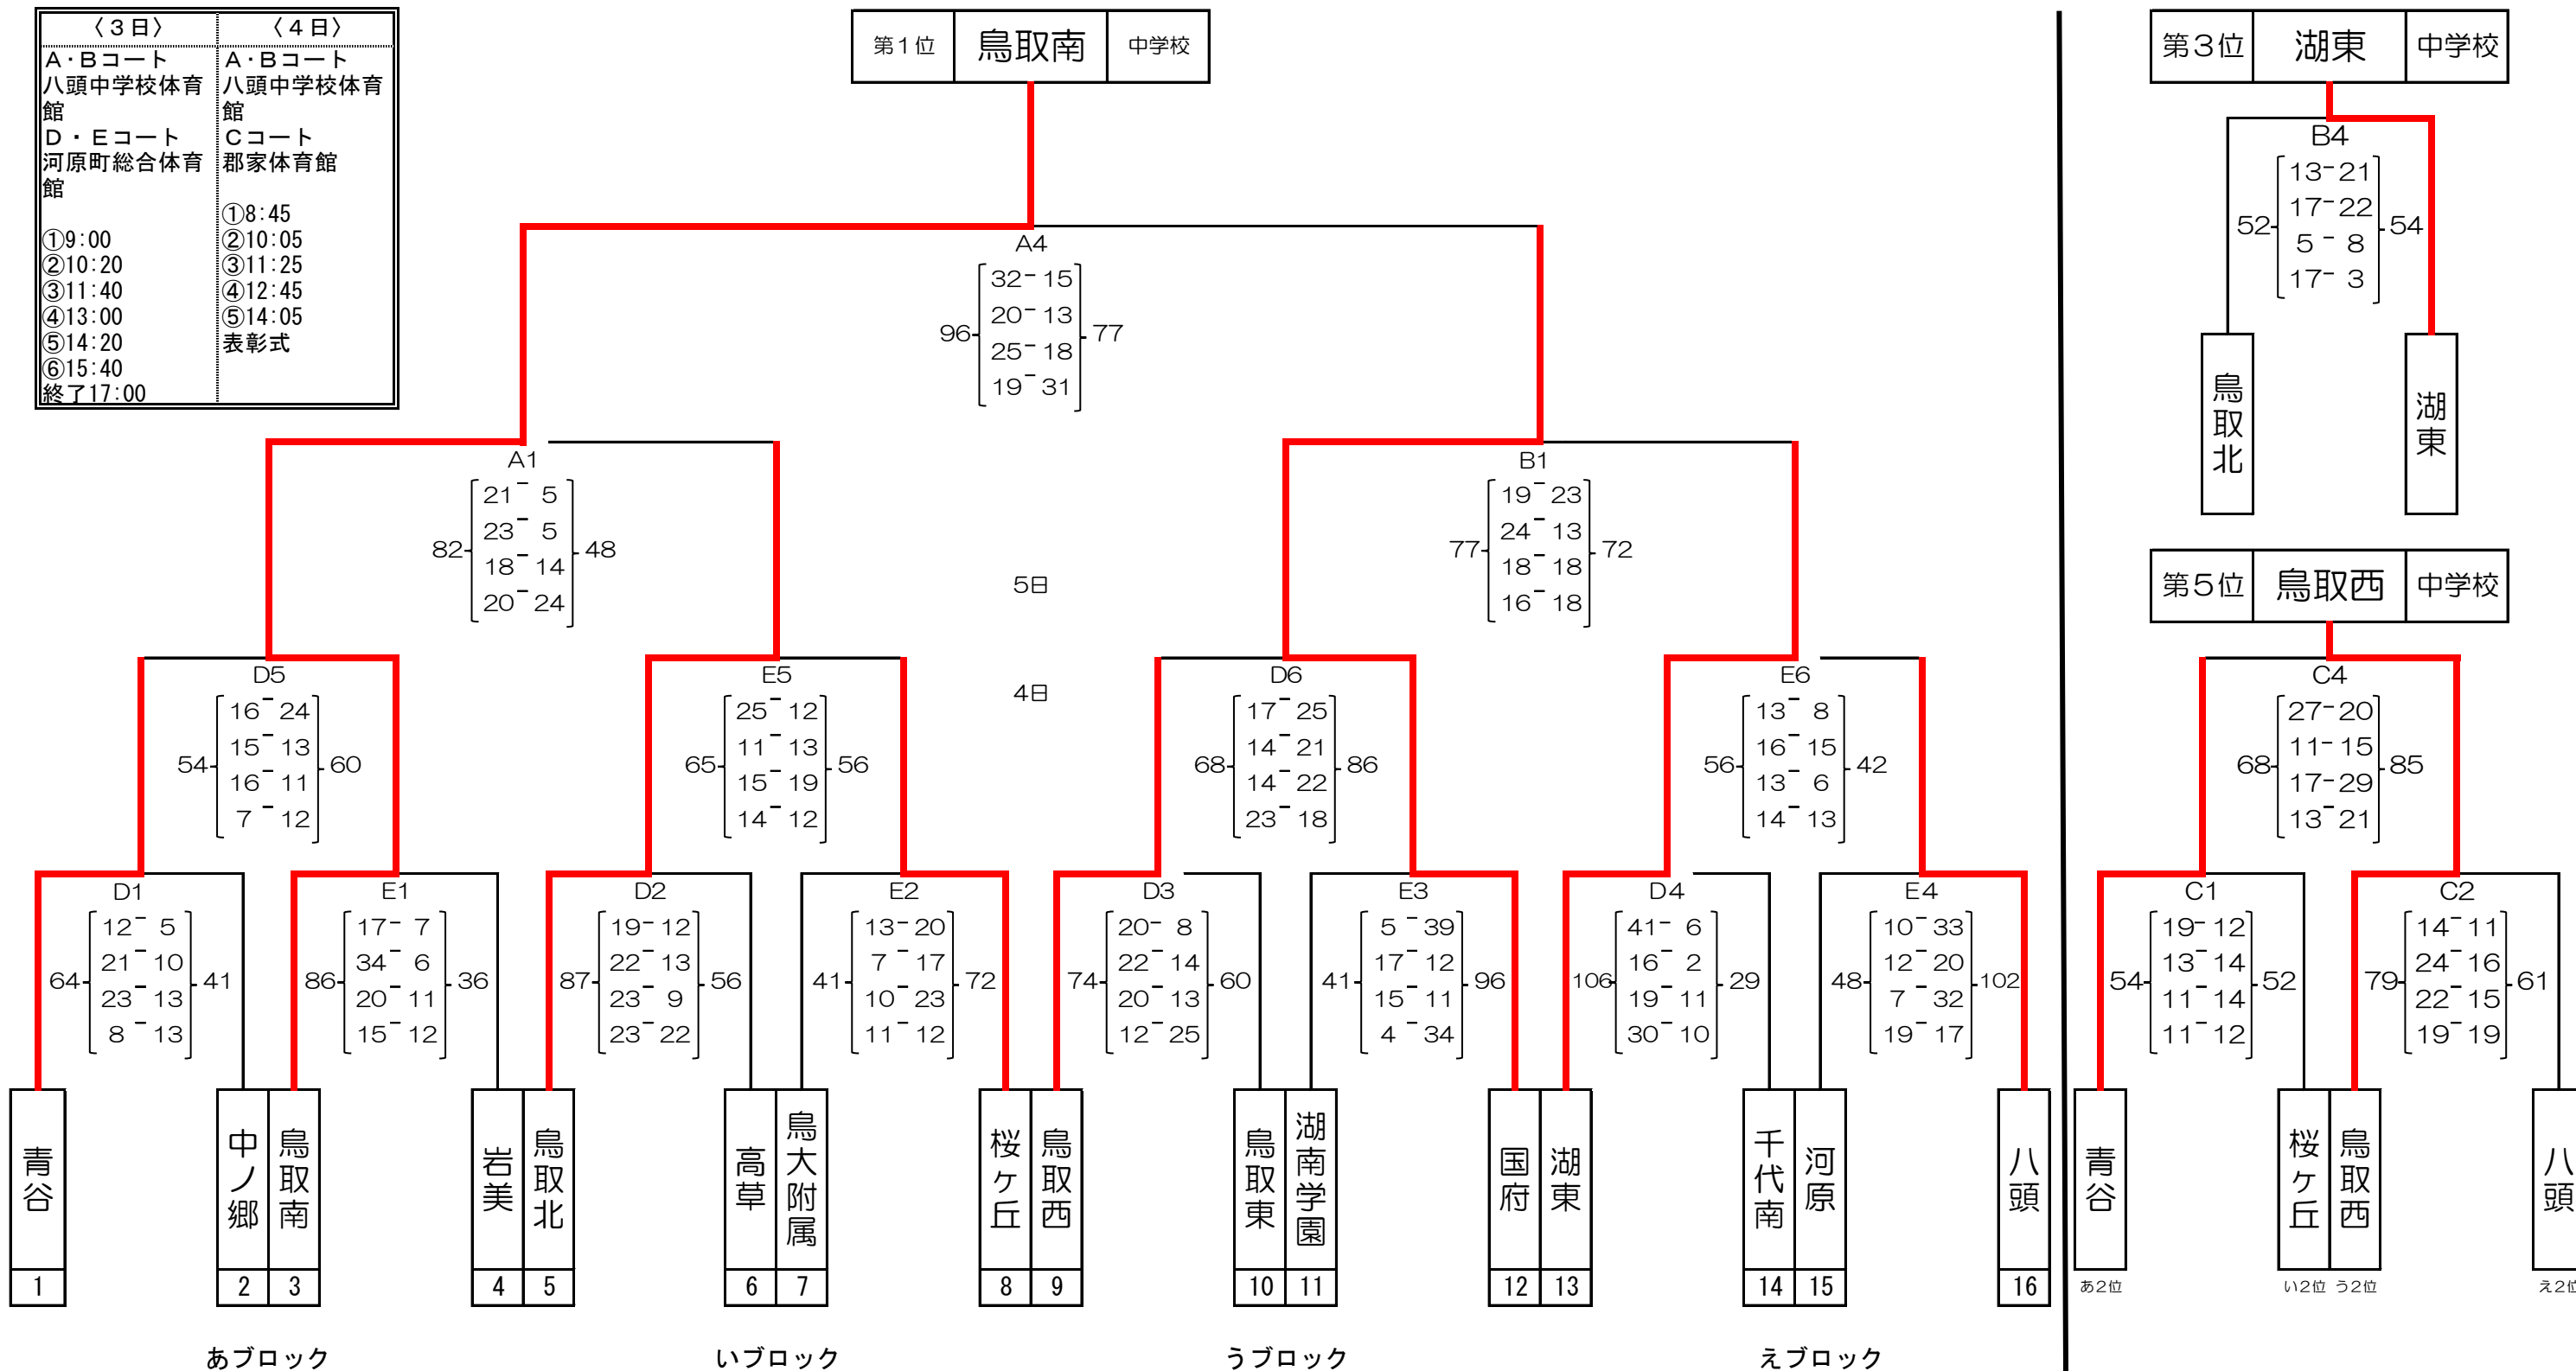 〈３日〉 〈４日〉
Ａ・Ｂコート
八頭中学校体育
館
Ｄ・Ｅコート
河原町総合体育
館
①9:00
②10:20
③11:40
④13:00
⑤14:20
⑥15:40
終了17:00
Ａ・Ｂコート
八頭中学校体育
館
Ｃコート
郡家体育館
①8:45
②10:05
③11:25
④12:45
⑤14:05
表彰式
第１位 鳥取南 中学校
A4
32 - 15
20 - 13
96 77
25 - 18
19 - 31
A1
21 - 5
23 - 5
82 48
18 - 14
20 - 24
B1
19 - 23
24 - 13
77 72
18 - 18
16 - 18
5日
4日
D5
16 - 24
15 - 13
54 60
16 - 11
7 - 12
E5
25 - 12
11 - 13
65 56
15 - 19
14 - 12
D6
17 - 25
14 - 21
68 86
14 - 22
23 - 18
E6
13 - 8
16 - 15
56 42
13 - 6
14 - 13
D1
12 - 5
21 - 10
64 41
23 - 13
8 - 13
E1
17 - 7
34 - 6
86 36
20 - 11
15 - 12
D2
19 - 12
22 - 13
87 56
23 - 9
23 - 22
E2
13 - 20
7 - 17
41 72
10 - 23
11 - 12
D3
20 - 8
22 - 14
74 60
20 - 13
12 - 25
E3
5 - 39
17 - 12
41 96
15 - 11
4 - 34
D4
41 - 6
16 - 2
106 29
19 - 11
30 - 10
E4
10 - 33
12 - 20
48 102
7 - 32
19 - 17
青谷
中ノ郷
鳥取南
岩美
鳥取北
高草
鳥大附属
桜ヶ丘
鳥取西
鳥取東
湖南学園
国府
湖東
千代南
河原
八頭
1 2 3 4 5 6 7 8 9 10 11 12 13 14 15 16
あブロック いブロック うブロック えブロック
第３位 湖東 中学校
B4
13 - 21
17 - 22
52 54
5 - 8
17 - 3
鳥取北
湖東
第５位 鳥取西 中学校
C4
27 - 20
11 - 15
68 85
17 - 29
13 - 21
C1
19 - 12
13 - 14
54 52
11 - 14
11 - 12
C2
14 - 11
24 - 16
79 61
22 - 15
19 - 19
青谷
桜ヶ丘
鳥取西
八頭
あ2位 い2位 う2位 え2位